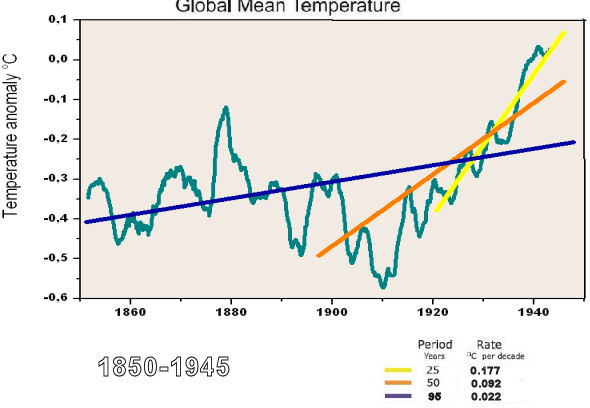 Global Mean Temperature
Temperature anomaly °C
0,1
0,0
-0,1
-0,2
-0,3
-0,4
-0,5
-0,6
1860 1880 1900 1920 1940
1850-1945
Period Rate
Years °C per decade
25 0.177
50 0.092
95 0.022